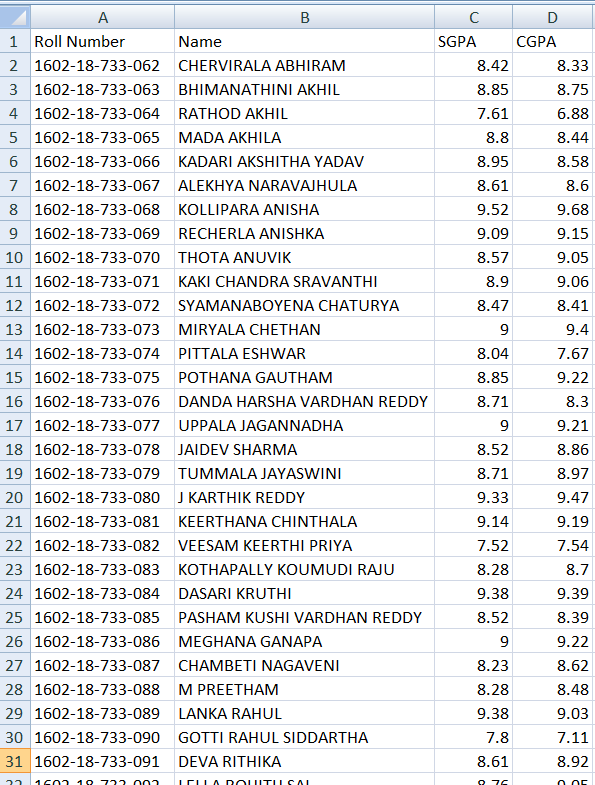 A B C D
1 Roll Number Name SGPA CGPA
2 1602-18-733-062 CHERVIRALA ABHIRAM 8.42 8.33
3 1602-18-733-063 BHIMANATHINI AKHIL 8.85 8.75
4 1602-18-733-064 RATHOD AKHIL 7.61 6.88
5 1602-18-733-065 MADA AKHILA 8.8 8.44
6 1602-18-733-066 KADARI AKSHITHA YADAV 8.95 8.58
7 1602-18-733-067 ALEKHYA NARAVAJHULA 8.61 8.6
8 1602-18-733-068 KOLLIPARA ANISHA 9.52 9.68
9 1602-18-733-069 RECHERLA ANISHKA 9.09 9.15
10 1602-18-733-070 THOTA ANUVIK 8.57 9.05
11 1602-18-733-071 KAKI CHANDRA SRAVANTHI 8.9 9.06
12 1602-18-733-072 SYAMANABOYENA CHATURYA 8.47 8.41
13 1602-18-733-073 MIRYALA CHETHAN 9 9.4
14 1602-18-733-074 PITTALA ESHWAR 8.04 7.67
15 1602-18-733-075 POTHANA GAUTHAM 8.85 9.22
16 1602-18-733-076 DANDA HARSHA VARDHAN REDDY 8.71 8.3
17 1602-18-733-077 UPPALA JAGANNADHA 9 9.21
18 1602-18-733-078 JAIDEV SHARMA 8.52 8.86
19 1602-18-733-079 TUMMALA JAYASWINI 8.71 8.97
20 1602-18-733-080 J KARTHIK REDDY 9.33 9.47
21 1602-18-733-081 KEERTHANA CHINTHALA 9.14 9.19
22 1602-18-733-082 VEESAM KEERTHI PRIYA 7.52 7.54
23 1602-18-733-083 KOTHAPALLY KOUMUDI RAJU 8.28 8.7
24 1602-18-733-084 DASARI KRUTHI 9.38 9.39
25 1602-18-733-085 PASHAM KUSHI VARDHAN REDDY 8.52 8.39
26 1602-18-733-086 MEGHANA GANAPA 9 9.22
27 1602-18-733-087 CHAMBETI NAGAVENI 8.23 8.62
28 1602-18-733-088 M PREETHAM 8.28 8.48
29 1602-18-733-089 LANKA RAHUL 9.38 9.03
30 1602-18-733-090 GOTTI RAHUL SIDDARTHA 7.8 7.11
31 1602-18-733-091 DEVA RITHIKA 8.61 8.92